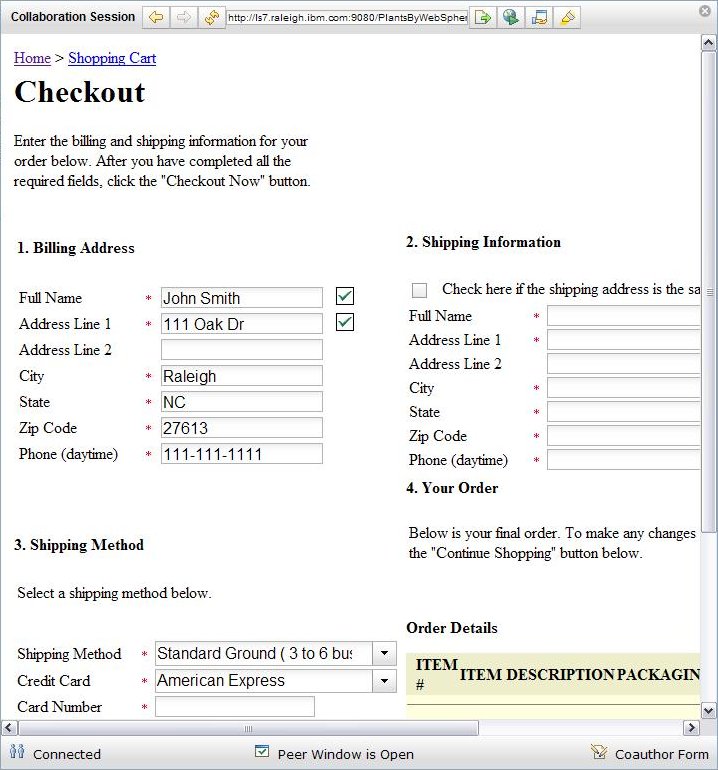 Collaboration Session http://ls7.raleigh.ibm.com:9080/PlantsByWebSpher
Home > Shopping Cart
Checkout
Enter the billing and shipping information for your
order below. After you have completed all the
required fields, click the "Checkout Now" button.
1. Billing Address
Full Name * John Smith
Address Line 1 * 111 Oak Dr
Address Line 2
City * Raleigh
State * NC
Zip Code * 27613
Phone (daytime) * 111-111-1111
2. Shipping Information
Check here if the shipping address is the sa
Full Name *
Address Line 1 *
Address Line 2
City *
State *
Zip Code *
Phone (daytime) *
3. Shipping Method
Select a shipping method below.
Shipping Method * Standard Ground ( 3 to 6 bus
Credit Card * American Express
Card Number *
4. Your Order
Below is your final order. To make any changes
the "Continue Shopping" button below.
Order Details
ITEM # ITEM DESCRIPTION PACKAGIN
Connected Peer Window is Open Coauthor Form